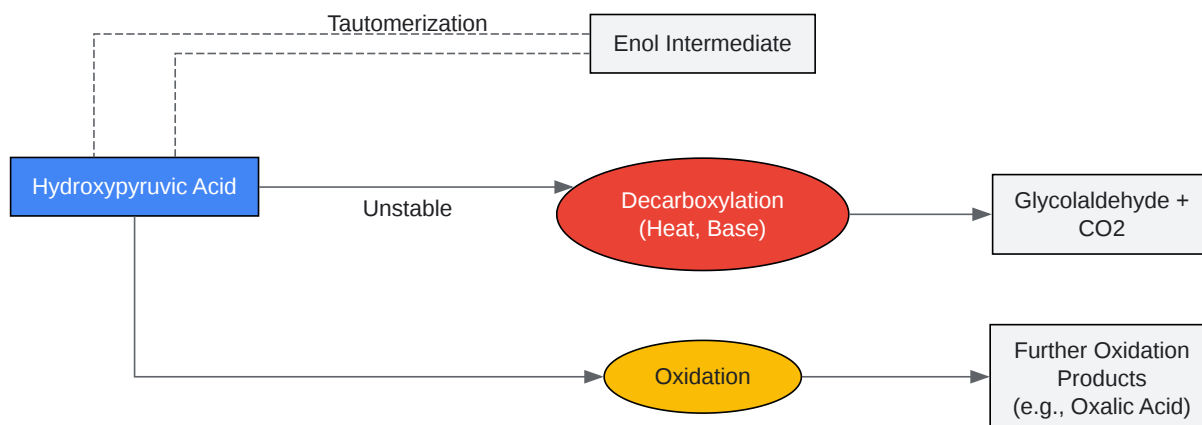 Tautomerization
Enol Intermediate
Hydroxypyruvic Acid
Unstable
Decarboxylation
(Heat, Base)
Glycolaldehyde +
CO2
Oxidation
Further Oxidation
Products
(e.g., Oxalic Acid)